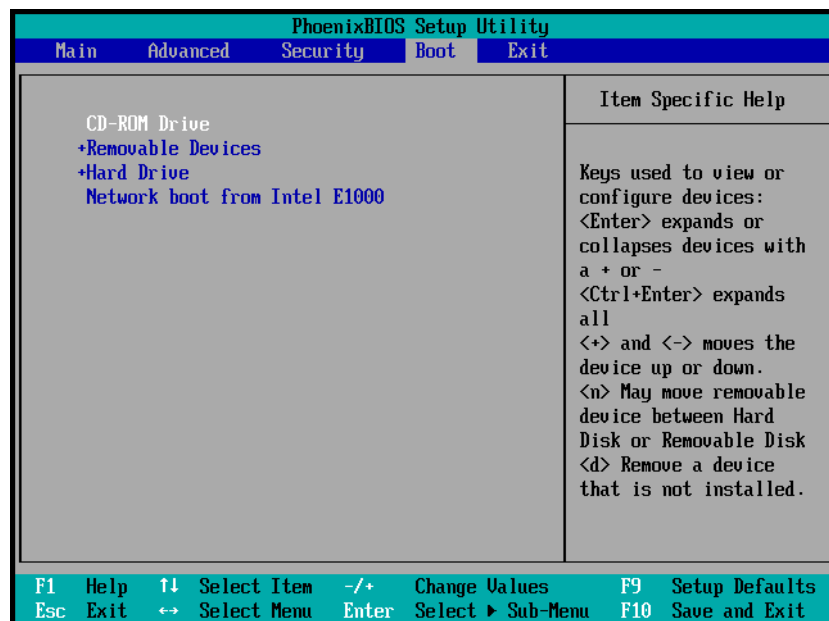 PhoenixBIOS Setup Utility
Main Advanced Security Boot Exit
CD-ROM Drive
+Removable Devices
+Hard Drive
Network boot from Intel E1000
Item Specific Help
Keys used to view or
configure devices:
<Enter> expands or
collapses devices with
a + or -
<Ctrl+Enter> expands
all
<+> and <-> moves the
device up or down.
<n> May move removable
device between Hard
Disk or Removable Disk
<d> Remove a device
that is not installed.
F1 Help ↑↓ Select Item -/+ Change Values F9 Setup Defaults
Esc Exit ↔ Select Menu Enter Select ▶ Sub-Menu F10 Save and Exit